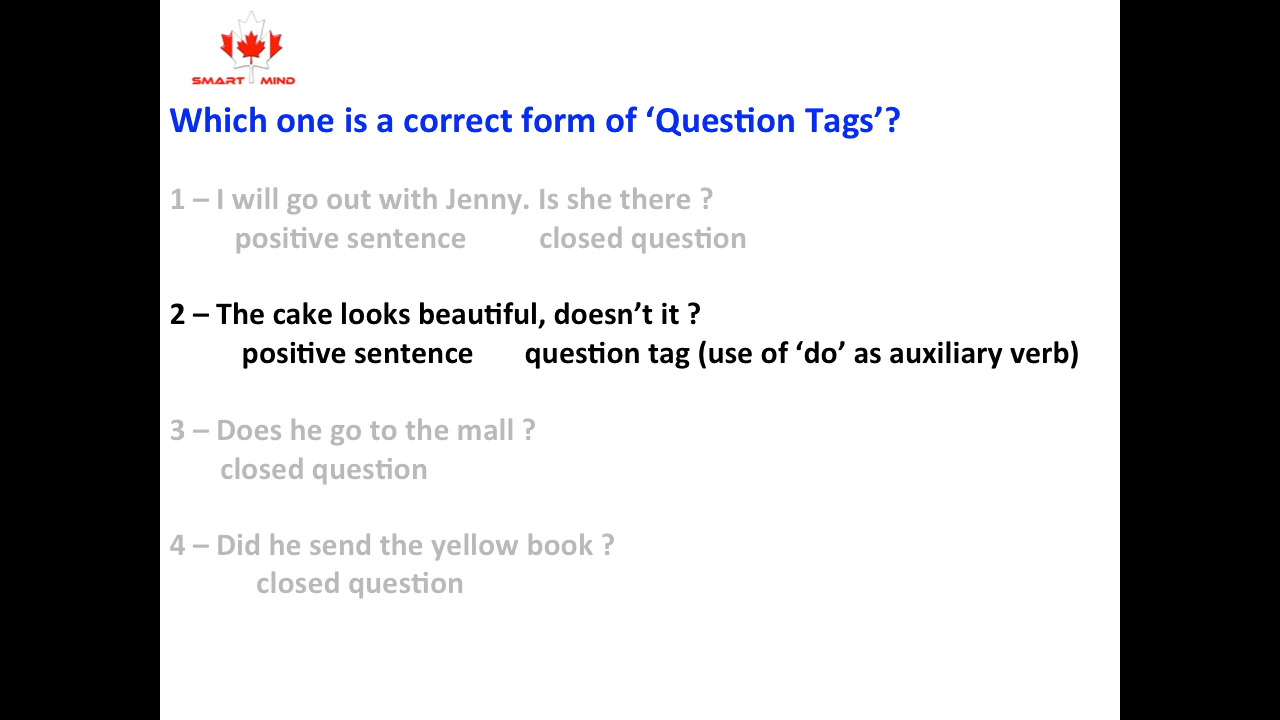 SMART MIND
Which one is a correct form of ‘Question Tags’?
1 – I will go out with Jenny. Is she there ?
positive sentence closed question
2 – The cake looks beautiful, doesn’t it ?
positive sentence question tag (use of ‘do’ as auxiliary verb)
3 – Does he go to the mall ?
closed question
4 – Did he send the yellow book ?
closed question